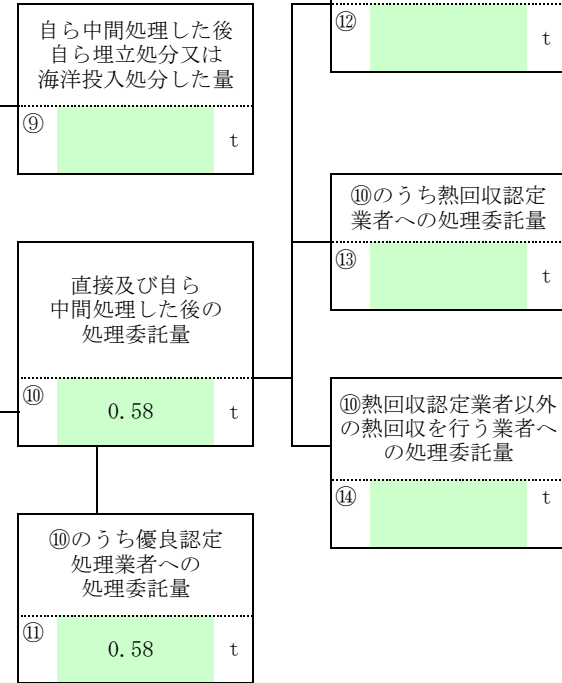 自ら中間処理した後
自ら埋立処分又は
海洋投入処分した量
⑨
t
直接及び自ら
中間処理した後の
処理委託量
⑩
0.58 t
⑩のうち優良認定
処理業者への
処理委託量
⑪
0.58 t
⑫
t
⑩のうち熱回収認定
業者への処理委託量
⑬
t
⑩熱回収認定業者以外
の熱回収を行う業者へ
の処理委託量
⑭
t